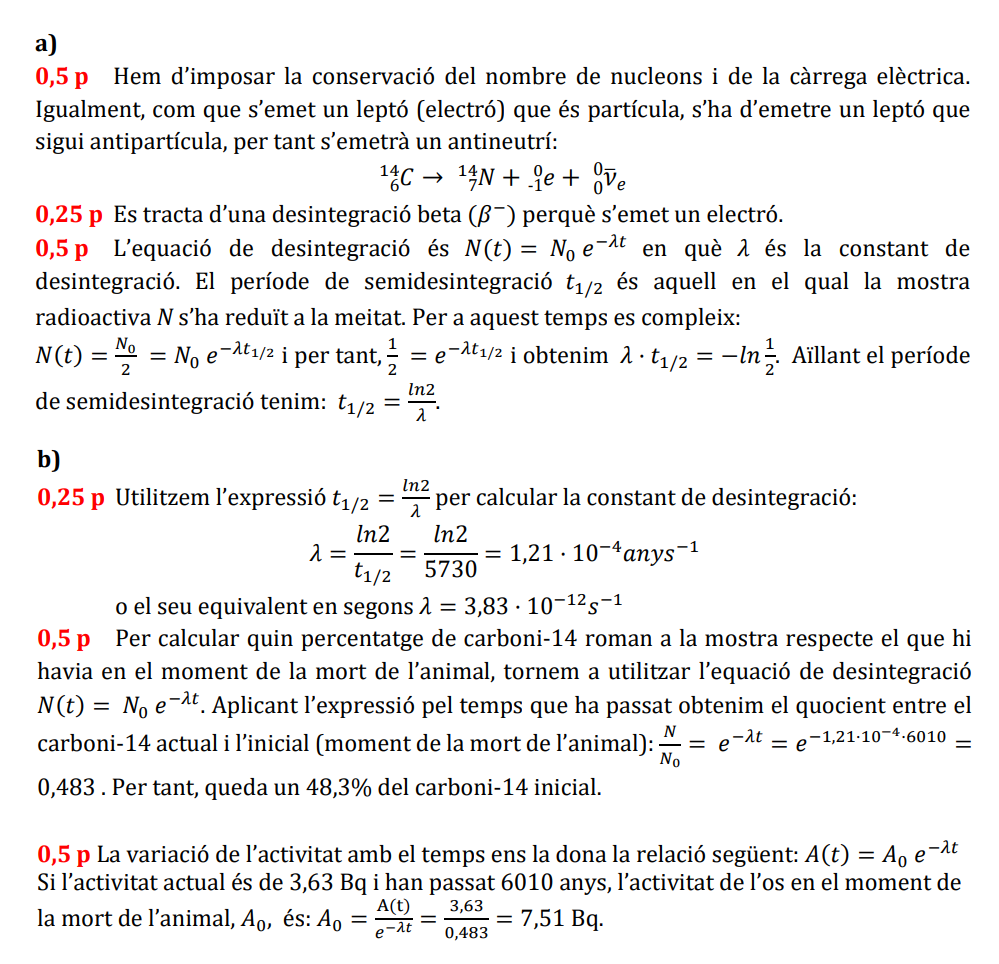 a)
0,5 p Hem d’imposar la conservació del nombre de nucleons i de la càrrega elèctrica.
Igualment, com que s’emet un leptó (electró) que és partícula, s’ha d’emetre un leptó que
sigui antipartícula, per tant s’emetrà un antineutrí:
$^{14}_{6}C \rightarrow \, ^{14}_{7}N + \, ^{0}_{-1}e + \, ^{0}_{0}\bar{\nu}_e$
0,25 p Es tracta d’una desintegració beta ($\beta^-$) perquè s’emet un electró.
0,5 p L’equació de desintegració és $N(t) = N_0 \, e^{-\lambda t}$ en què $\lambda$ és la constant de
desintegració. El període de semidesintegració $t_{1/2}$ és aquell en el qual la mostra
radioactiva N s’ha reduït a la meitat. Per a aquest temps es compleix:
$N(t) = \frac{N_0}{2} = N_0 \, e^{-\lambda t_{1/2}}$ i per tant, $\frac{1}{2} = e^{-\lambda t_{1/2}}$ i obtenim $\lambda \cdot t_{1/2} = -ln\frac{1}{2}$. Aïllant el període
de semidesintegració tenim: $t_{1/2} = \frac{ln2}{\lambda}$.
b)
0,25 p Utilitzem l’expressió $t_{1/2} = \frac{ln2}{\lambda}$ per calcular la constant de desintegració:
$\lambda = \frac{ln2}{t_{1/2}} = \frac{ln2}{5730} = 1,21 \cdot 10^{-4} anys^{-1}$
o el seu equivalent en segons $\lambda = 3,83 \cdot 10^{-12} s^{-1}$
0,5 p Per calcular quin percentatge de carboni-14 roman a la mostra respecte el que hi
havia en el moment de la mort de l’animal, tornem a utilitzar l’equació de desintegració
$N(t) = N_0 \, e^{-\lambda t}$. Aplicant l’expressió pel temps que ha passat obtenim el quocient entre el
carboni-14 actual i l’inicial (moment de la mort de l’animal): $\frac{N}{N_0} = e^{-\lambda t} = e^{-1,21 \cdot 10^{-4} \cdot 6010} =$
0,483 . Per tant, queda un 48,3% del carboni-14 inicial.
0,5 p La variació de l’activitat amb el temps ens la dona la relació següent: $A(t) = A_0 \, e^{-\lambda t}$
Si l’activitat actual és de 3,63 Bq i han passat 6010 anys, l’activitat de l’os en el moment de
la mort de l’animal, $A_0$, és: $A_0 = \frac{A(t)}{e^{-\lambda t}} = \frac{3,63}{0,483} = 7,51$ Bq.